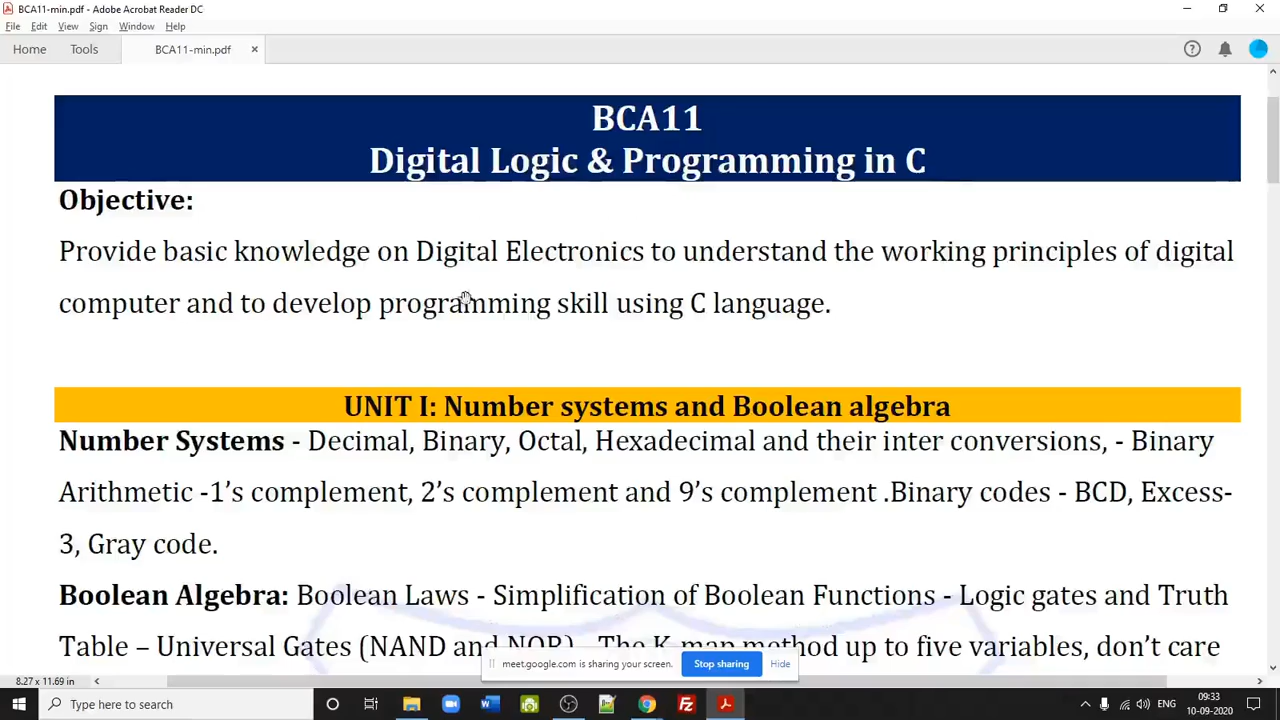 BCA11-min.pdf - Adobe Acrobat Reader DC
File Edit View Sign Window Help
Home Tools BCA11-min.pdf ×
BCA11
Digital Logic & Programming in C
Objective:
Provide basic knowledge on Digital Electronics to understand the working principles of digital
computer and to develop programming skill using C language.
UNIT I: Number systems and Boolean algebra
Number Systems - Decimal, Binary, Octal, Hexadecimal and their inter conversions, - Binary
Arithmetic -1’s complement, 2’s complement and 9’s complement .Binary codes - BCD, Excess-
3, Gray code.
Boolean Algebra: Boolean Laws - Simplification of Boolean Functions - Logic gates and Truth
Table – Universal Gates (NAND and NOR) - The K-map method up to five variables, don’t care
meet.google.com is sharing your screen. Stop sharing Hide
8.27 x 11.69 in
Type here to search
ENG
09:33
10-09-2020